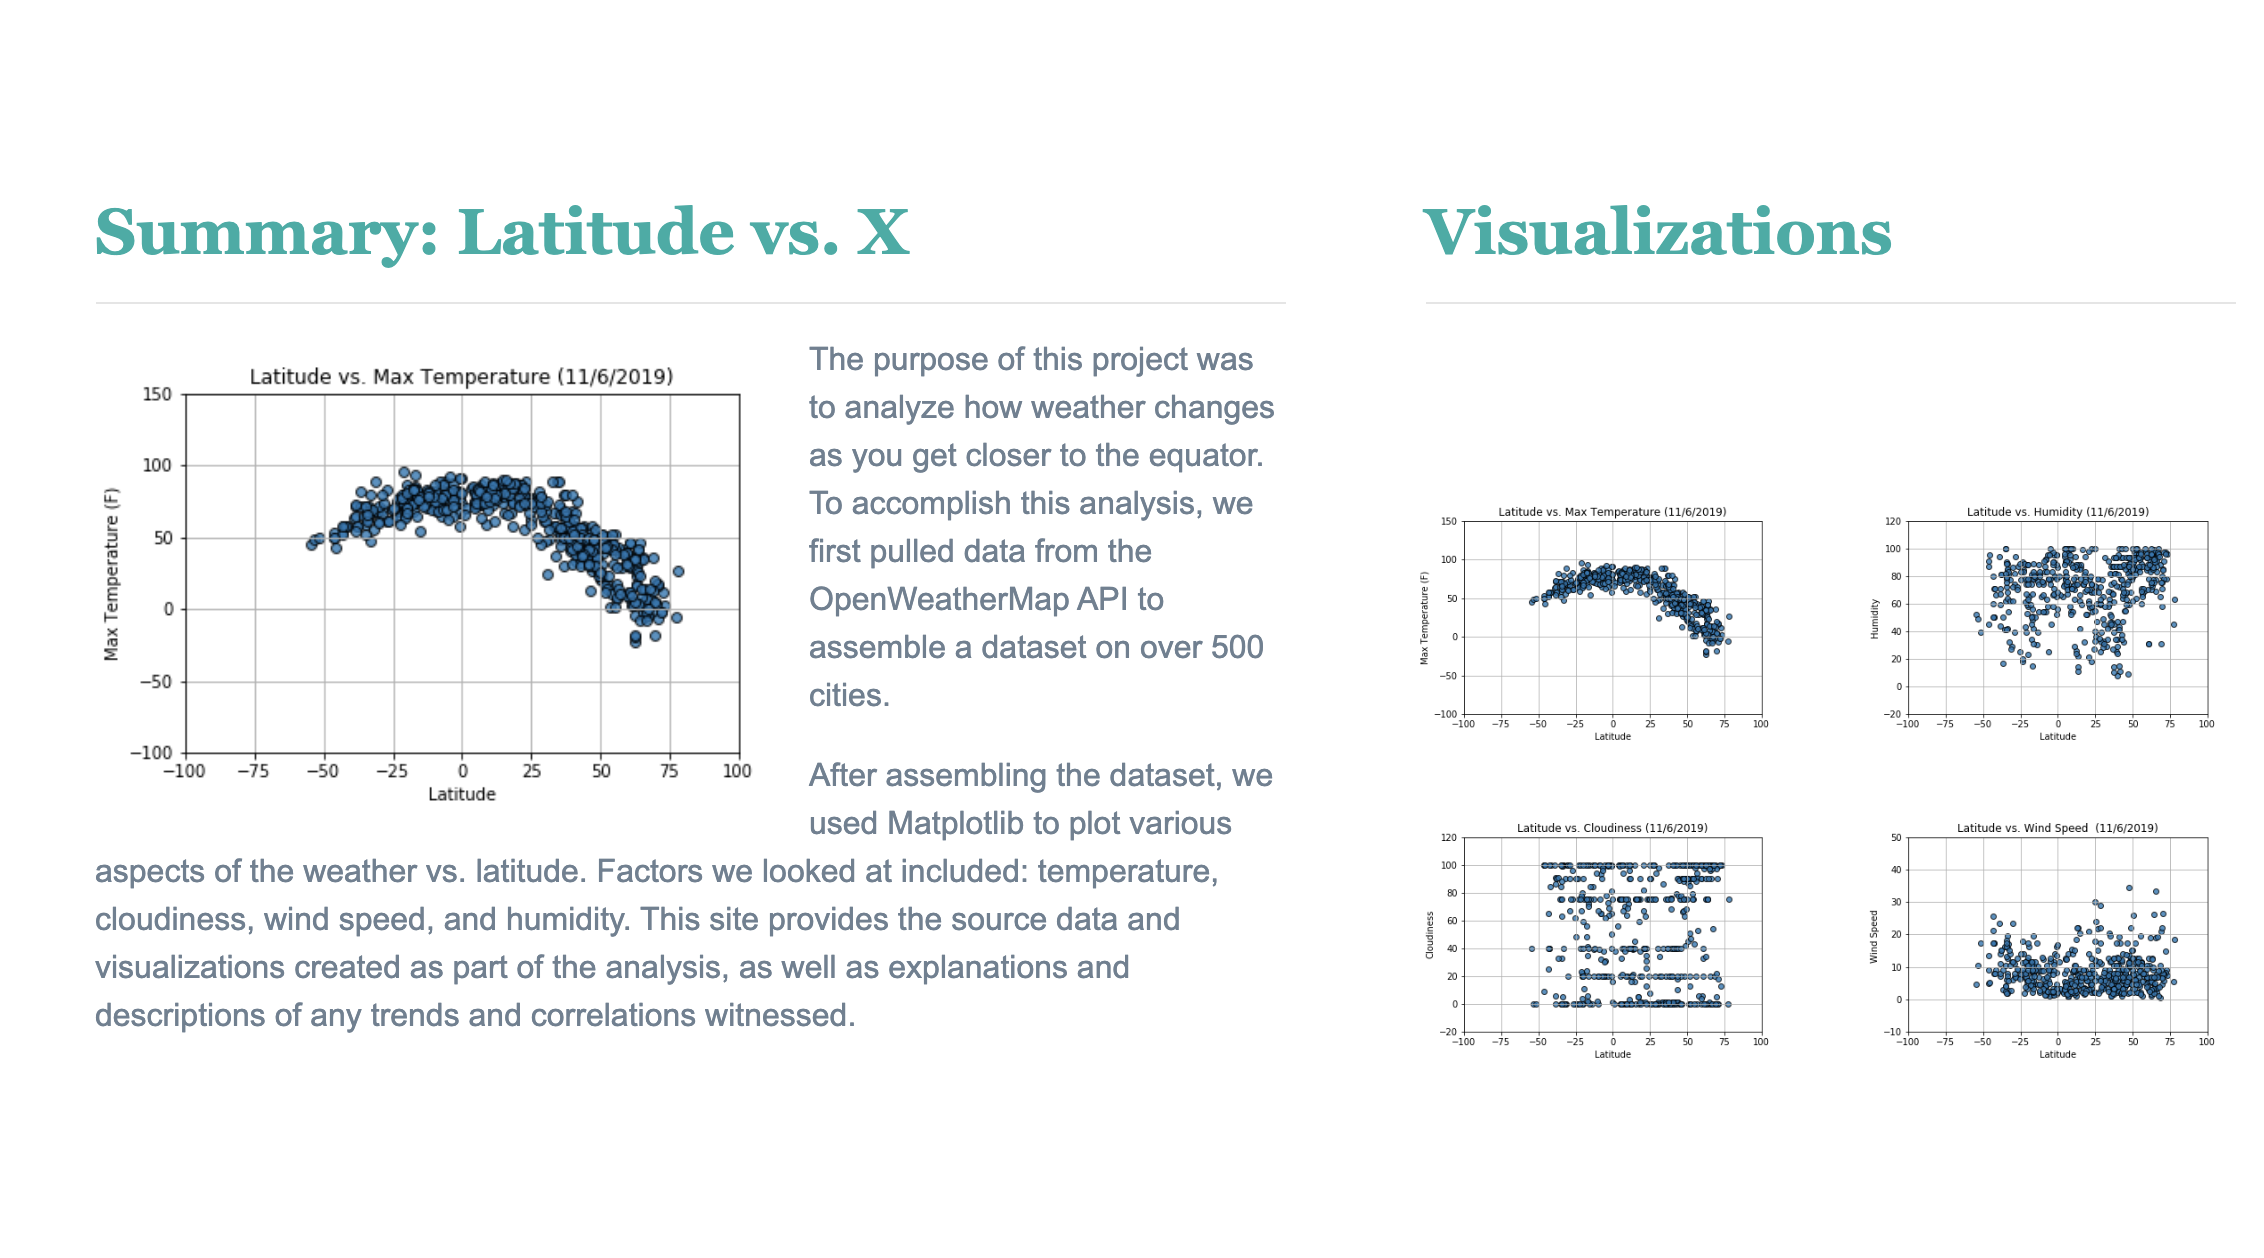 Summary: Latitude vs. X
Latitude vs. Max Temperature (11/6/2019)
150
100
50
0
−50
−100
Max Temperature (F)
−100 −75 −50 −25 0 25 50 75 100
Latitude
The purpose of this project was
to analyze how weather changes
as you get closer to the equator.
To accomplish this analysis, we
first pulled data from the
OpenWeatherMap API to
assemble a dataset on over 500
cities.
After assembling the dataset, we
used Matplotlib to plot various
aspects of the weather vs. latitude. Factors we looked at included: temperature,
cloudiness, wind speed, and humidity. This site provides the source data and
visualizations created as part of the analysis, as well as explanations and
descriptions of any trends and correlations witnessed.
Visualizations
Latitude vs. Max Temperature (11/6/2019)
150
100
50
0
−50
−100
Max Temperature (F)
−100 −75 −50 −25 0 25 50 75 100
Latitude
Latitude vs. Humidity (11/6/2019)
120
100
80
60
40
20
0
−20
Humidity
−100 −75 −50 −25 0 25 50 75 100
Latitude
Latitude vs. Cloudiness (11/6/2019)
120
100
80
60
40
20
0
−20
Cloudiness
−100 −75 −50 −25 0 25 50 75 100
Latitude
Latitude vs. Wind Speed (11/6/2019)
50
40
30
20
10
0
−10
Wind Speed
−100 −75 −50 −25 0 25 50 75 100
Latitude